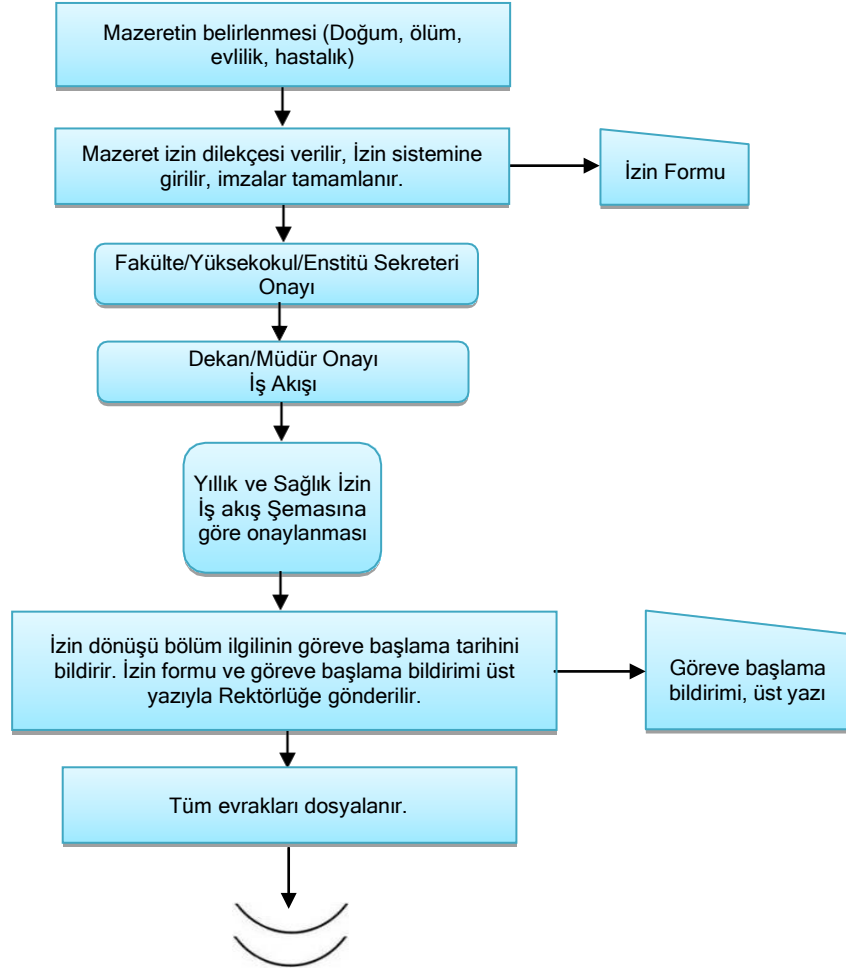 Mazeretin belirlenmesi (Doğum, ölüm,
evlilik, hastalık)
Mazeret izin dilekçesi verilir, İzin sistemine
girilir, imzalar tamamlanır.
İzin Formu
Fakülte/Yüksekokul/Enstitü Sekreteri
Onayı
Dekan/Müdür Onayı
İş Akışı
Yıllık ve Sağlık İzin
İş akış Şemasına
göre onaylanması
İzin dönüşü bölüm ilgilinin göreve başlama tarihini
bildirir. İzin formu ve göreve başlama bildirimi üst
yazıyla Rektörlüğe gönderilir.
Göreve başlama
bildirimi, üst yazı
Tüm evrakları dosyalanır.